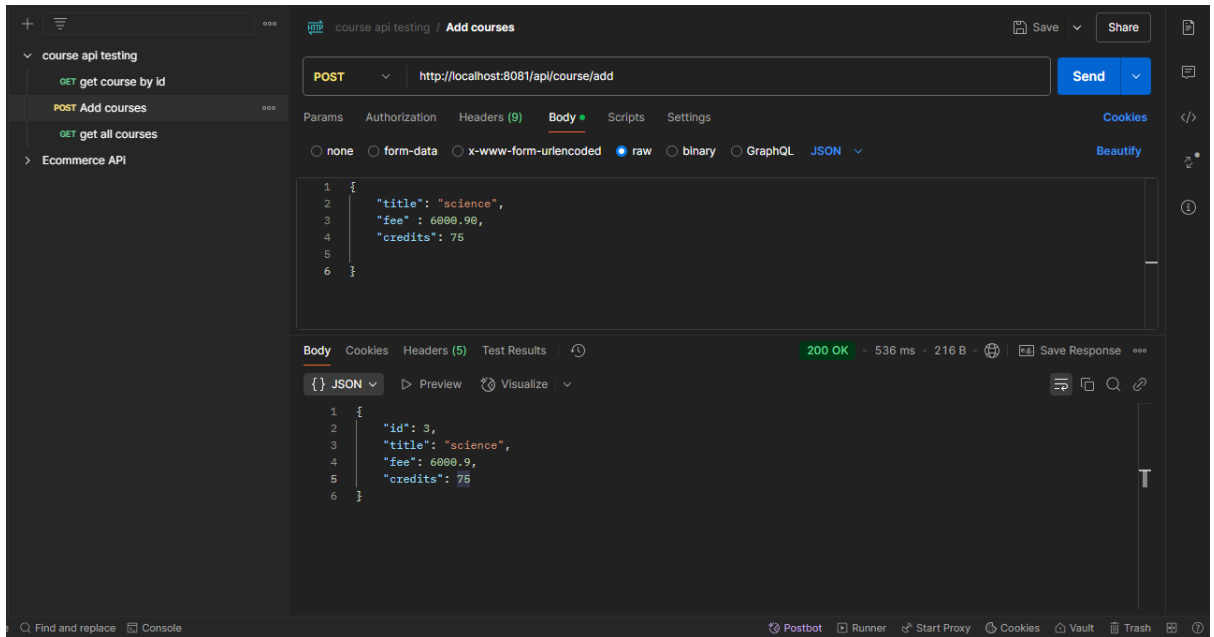 course api testing
GET get course by id
POST Add courses
GET get all courses
Ecommerce APi
HTTP course api testing / Add courses Save Share
POST http://localhost:8081/api/course/add Send
Params Authorization Headers (9) Body Scripts Settings Cookies
none form-data x-www-form-urlencoded raw binary GraphQL JSON Beautify
1 {
2 "title": "science",
3 "fee" : 6000.90,
4 "credits": 75
5
6 }
Body Cookies Headers (5) Test Results 200 OK 536 ms 216 B Save Response
{} JSON Preview Visualize
1 {
2 "id": 3,
3 "title": "science",
4 "fee": 6000.9,
5 "credits": 75
6 }
Find and replace Console Postbot Runner Start Proxy Cookies Vault Trash